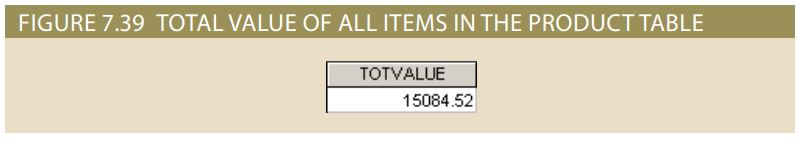 FIGURE 7.39 TOTAL VALUE OF ALL ITEMS IN THE PRODUCT TABLE
TOTVALUE
15084.52